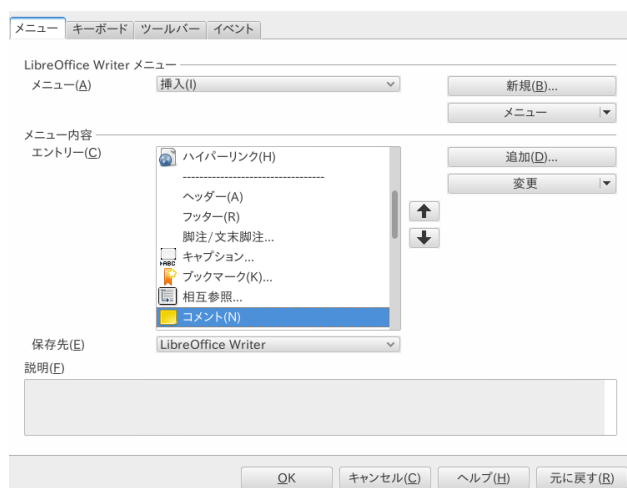 メニュー キーボード ツールバー イベント
LibreOffice Writer メニュー
メニュー(A) 挿入(I) 新規(B)...
メニュー
メニュー内容
エントリー(C) ハイパーリンク(H) 追加(D)...
----------------------------------
変更
ヘッダー(A)
フッター(R)
脚注/文末脚注...
キャプション...
ブックマーク(K)...
相互参照...
コメント(N)
保存先(E) LibreOffice Writer
説明(F)
OK キャンセル(C) ヘルプ(H) 元に戻す(R)